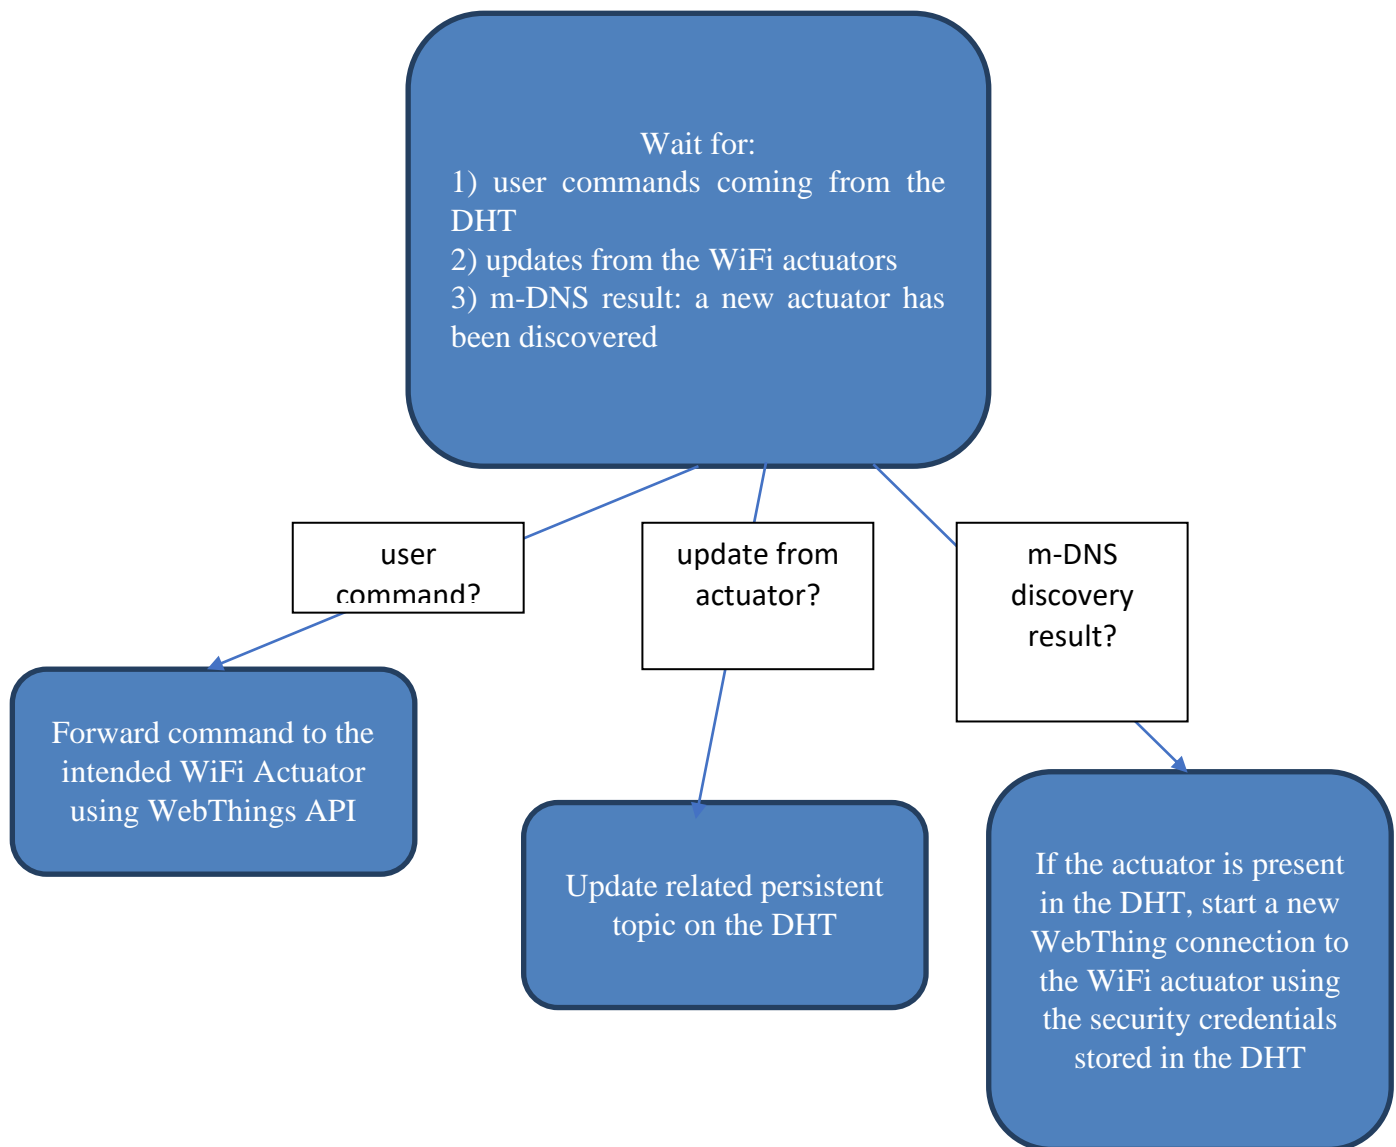 Wait for:
1) user commands coming from the
DHT
2) updates from the WiFi actuators
3) m-DNS result: a new actuator has
been discovered
user
command?
update from
actuator?
m-DNS
discovery
result?
Forward command to the
intended WiFi Actuator
using WebThings API
Update related persistent
topic on the DHT
If the actuator is present
in the DHT, start a new
WebThing connection to
the WiFi actuator using
the security credentials
stored in the DHT